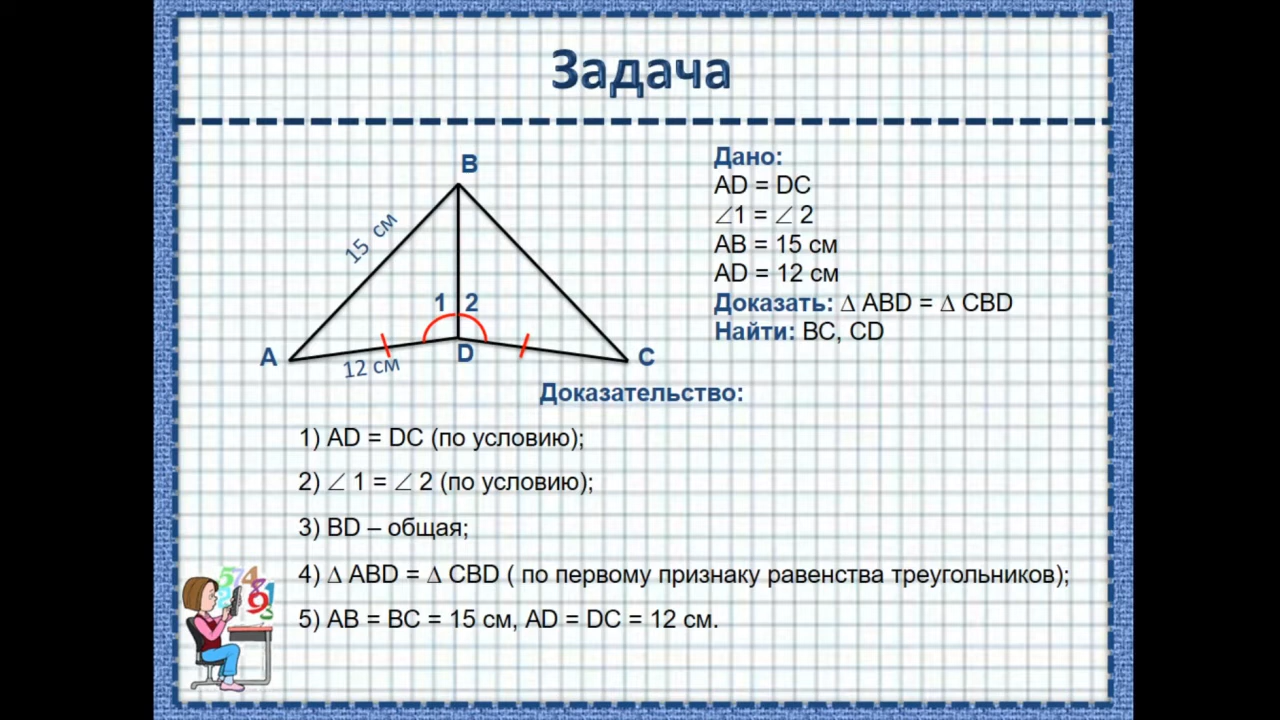 Задача
B
15 см
1 2
A
D
C
12 см
Дано:
AD = DC
∠1 = ∠ 2
AB = 15 см
AD = 12 см
Доказать: ∆ ABD = ∆ CBD
Найти: BC, CD
Доказательство:
1) AD = DC (по условию);
2) ∠ 1 = ∠ 2 (по условию);
3) BD – общая;
4) ∆ ABD = ∆ CBD ( по первому признаку равенства треугольников);
5) AB = BC = 15 см, AD = DC = 12 см.